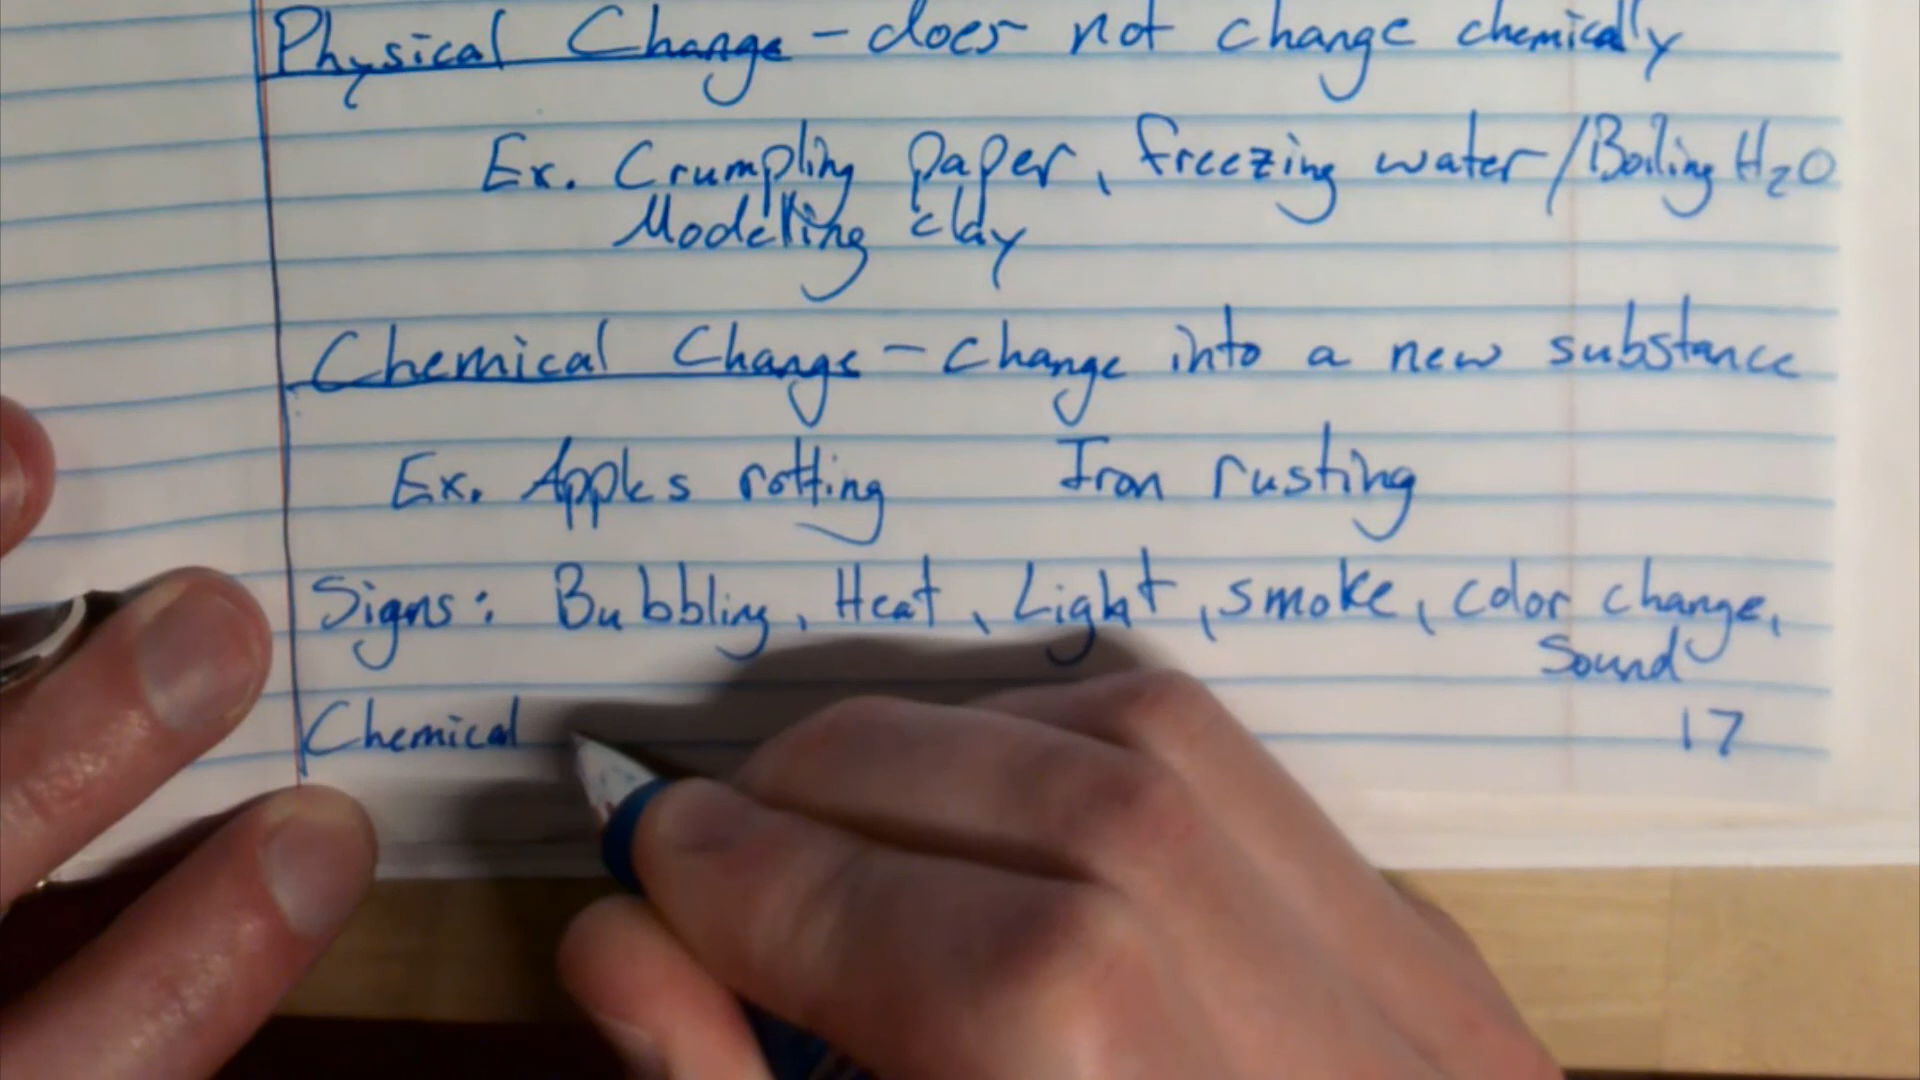 Physical Change - does not change chemically
Ex. Crumpling paper, freezing water/Boiling H₂O
Modeling clay
Chemical Change - Change into a new substance
Ex. Apples rotting Iron rusting
Signs: Bubbling, Heat, Light, smoke, color change,
Sound
Chemical
17